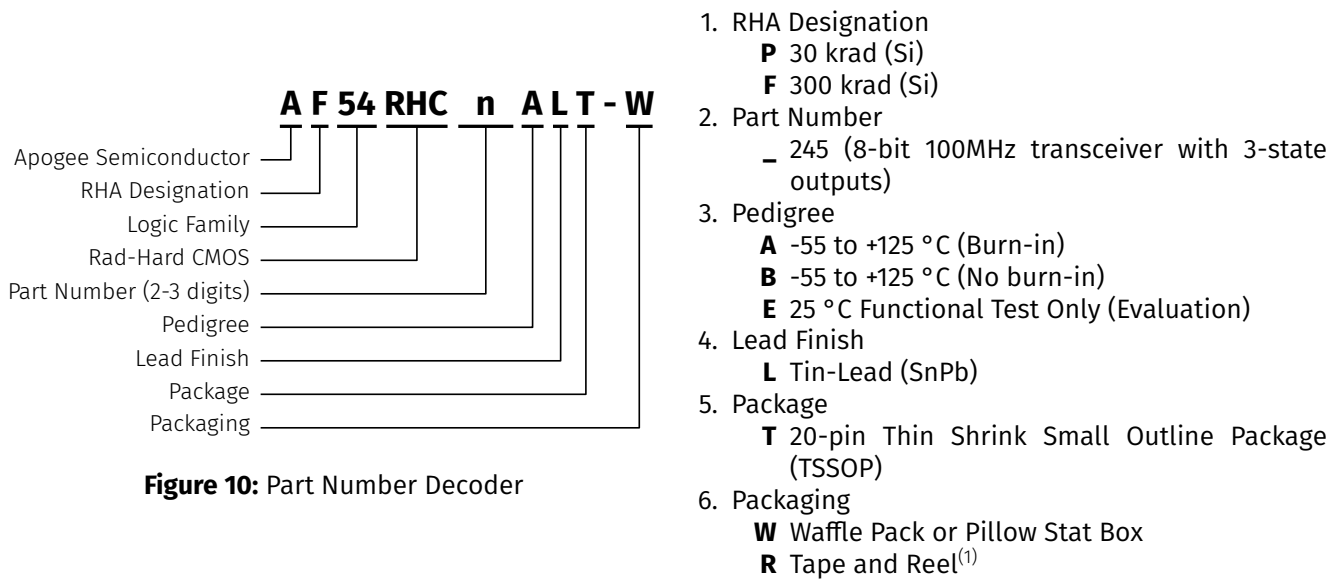 A F 54 RHC n A L T - W
Apogee Semiconductor
RHA Designation
Logic Family
Rad-Hard CMOS
Part Number (2-3 digits)
Pedigree
Lead Finish
Package
Packaging
Figure 10: Part Number Decoder
1. RHA Designation
P 30 krad (Si)
F 300 krad (Si)
2. Part Number
_ 245 (8-bit 100MHz transceiver with 3-state
outputs)
3. Pedigree
A -55 to +125 °C (Burn-in)
B -55 to +125 °C (No burn-in)
E 25 °C Functional Test Only (Evaluation)
4. Lead Finish
L Tin-Lead (SnPb)
5. Package
T 20-pin Thin Shrink Small Outline Package
(TSSOP)
6. Packaging
W Waffle Pack or Pillow Stat Box
R Tape and Reel(1)